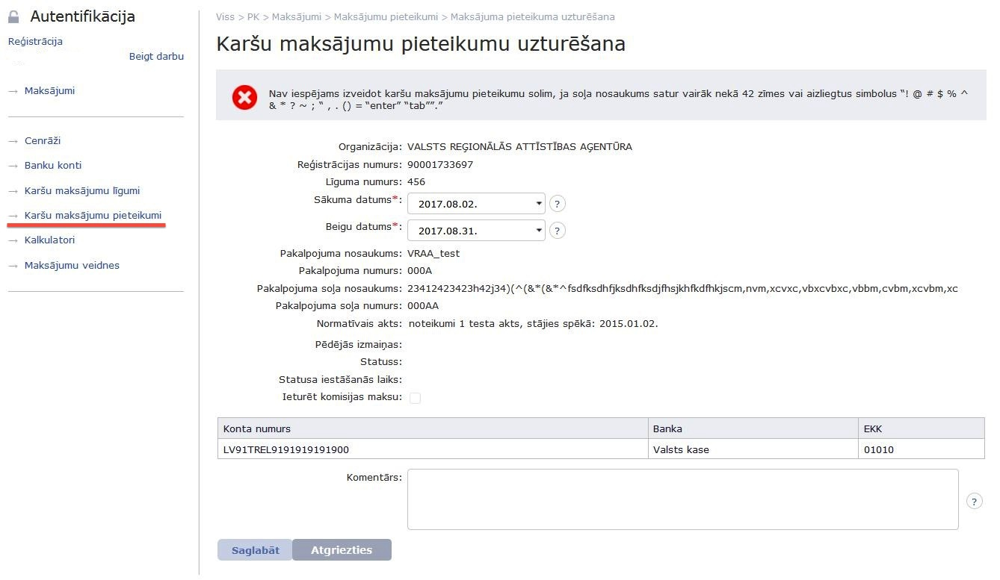 Autentifikācija
Reģistrācija
Beigt darbu
→ Maksājumi
→ Cenrāži
→ Banku konti
→ Karšu maksājumu līgumi
→ Karšu maksājumu pieteikumi
→ Kalkulatori
→ Maksājumu veidnes
Viss > PK > Maksājumi > Maksājumu pieteikumi > Maksājuma pieteikuma uzturēšana
Karšu maksājumu pieteikumu uzturēšana
Nav iespējams izveidot karšu maksājumu pieteikumu solim, ja soļa nosaukums satur vairāk nekā 42 zīmes vai aizliegtus simbolus “! @ # $ % ^
& * ? ~ ; “ , . () = “enter” “tab””.”
Organizācija: VALSTS REĢIONĀLĀS ATTĪSTĪBAS AĢENTŪRA
Reģistrācijas numurs: 90001733697
Līguma numurs: 456
Sākuma datums*: 2017.08.02. ?
Beigu datums*: 2017.08.31. ?
Pakalpojuma nosaukums: VRAA_test
Pakalpojuma numurs: 000A
Pakalpojuma soļa nosaukums: 23412423423h42j34)(^(&*(&*^fsdfksdhfjksdhfksdjfhsjkhfkdfhkjscm,nvm,xcvxc,vbxcvbxc,vbbm,cvbm,xcvbm,xc
Pakalpojuma soļa numurs: 000AA
Normatīvais akts: noteikumi 1 testa akts, stājies spēkā: 2015.01.02.
Pēdējās izmaiņas:
Statuss:
Statusa iestāšanās laiks:
Ieturēt komisijas maksu:
Konta numurs Banka EKK
LV91TREL9191919191900 Valsts kase 01010
Komentārs: ?
Saglabāt Atgriezties